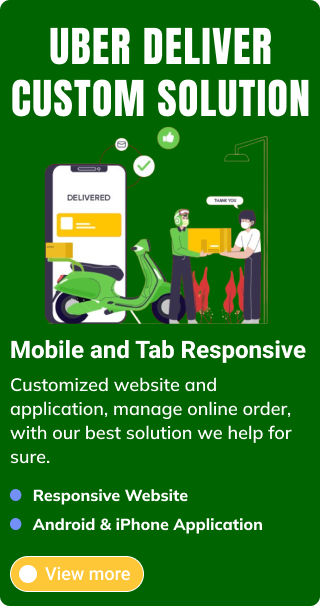 UBER DELIVER
CUSTOM SOLUTION
DELIVERED
THANK YOU
Mobile and Tab Responsive
Customized website and
application, manage online order,
with our best solution we help for
sure.
Responsive Website
Android & iPhone Application
View more